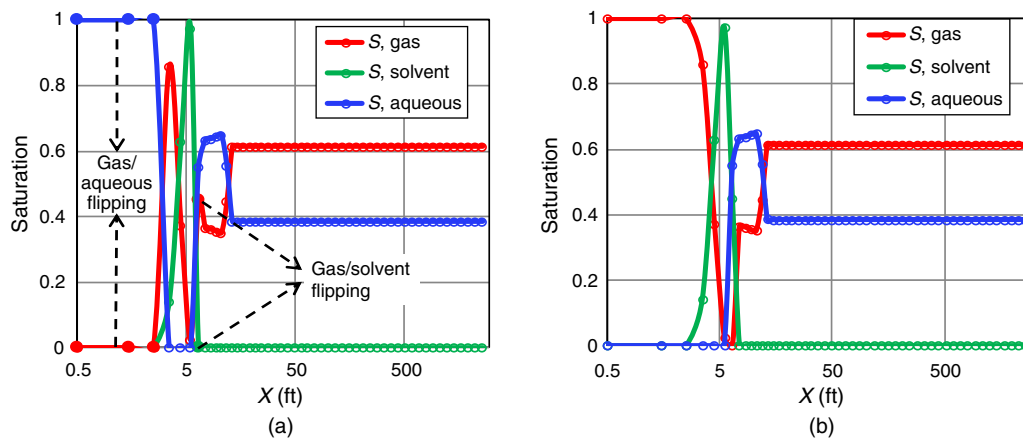 1
0.8
0.6
0.4
0.2
0
Saturation
S, gas
S, solvent
S, aqueous
Gas/
aqueous
flipping
Gas/solvent
flipping
0.5
5
50
500
X (ft)
(a)
1
0.8
0.6
0.4
0.2
0
Saturation
S, gas
S, solvent
S, aqueous
0.5
5
50
500
X (ft)
(b)